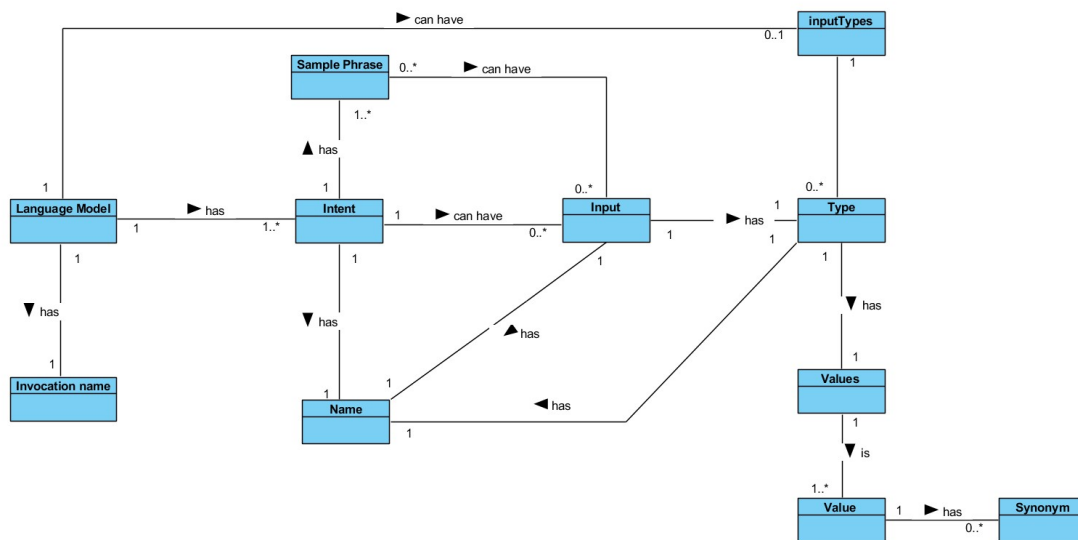 can have
inputTypes
0..1
1
Sample Phrase
0..*
can have
1..*
has
1
1
0..*
0..*
Language Model
has
Intent
1
can have
Input
has
1
Type
1
1..*
0..*
1
1
1
1
1
1
has
has
has
has
1
1
1
1
Invocation name
Values
Name
has
1
1
is
1..*
Value
1
has
Synonym
0..*